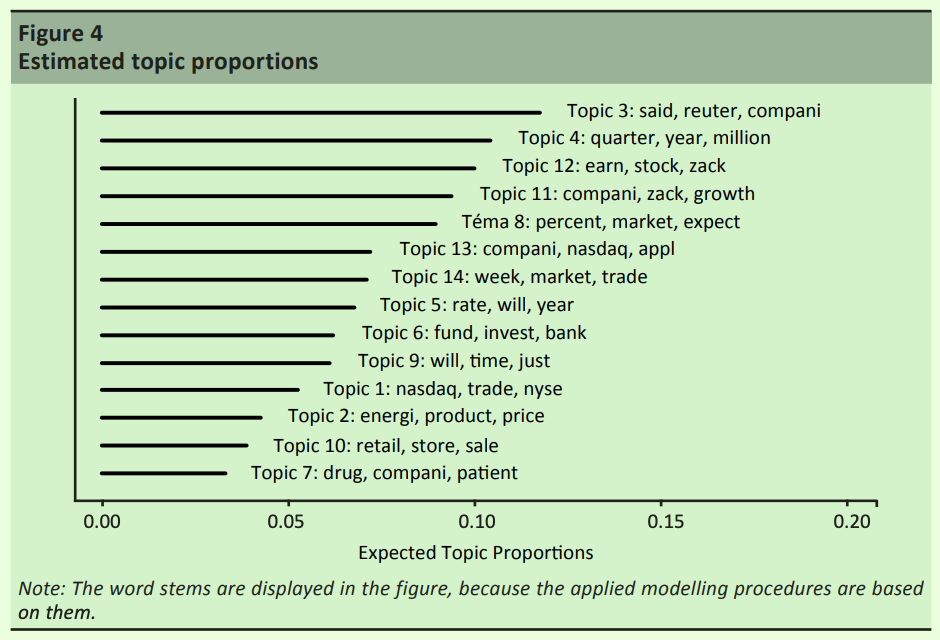 Figure 4
Estimated topic proportions
Topic 3: said, reuter, compani
Topic 4: quarter, year, million
Topic 12: earn, stock, zack
Topic 11: compani, zack, growth
Téma 8: percent, market, expect
Topic 13: compani, nasdaq, appl
Topic 14: week, market, trade
Topic 5: rate, will, year
Topic 6: fund, invest, bank
Topic 9: will, time, just
Topic 1: nasdaq, trade, nyse
Topic 2: energi, product, price
Topic 10: retail, store, sale
Topic 7: drug, compani, patient
0.00 0.05 0.10 0.15 0.20
Expected Topic Proportions
Note: The word stems are displayed in the figure, because the applied modelling procedures are based
on them.